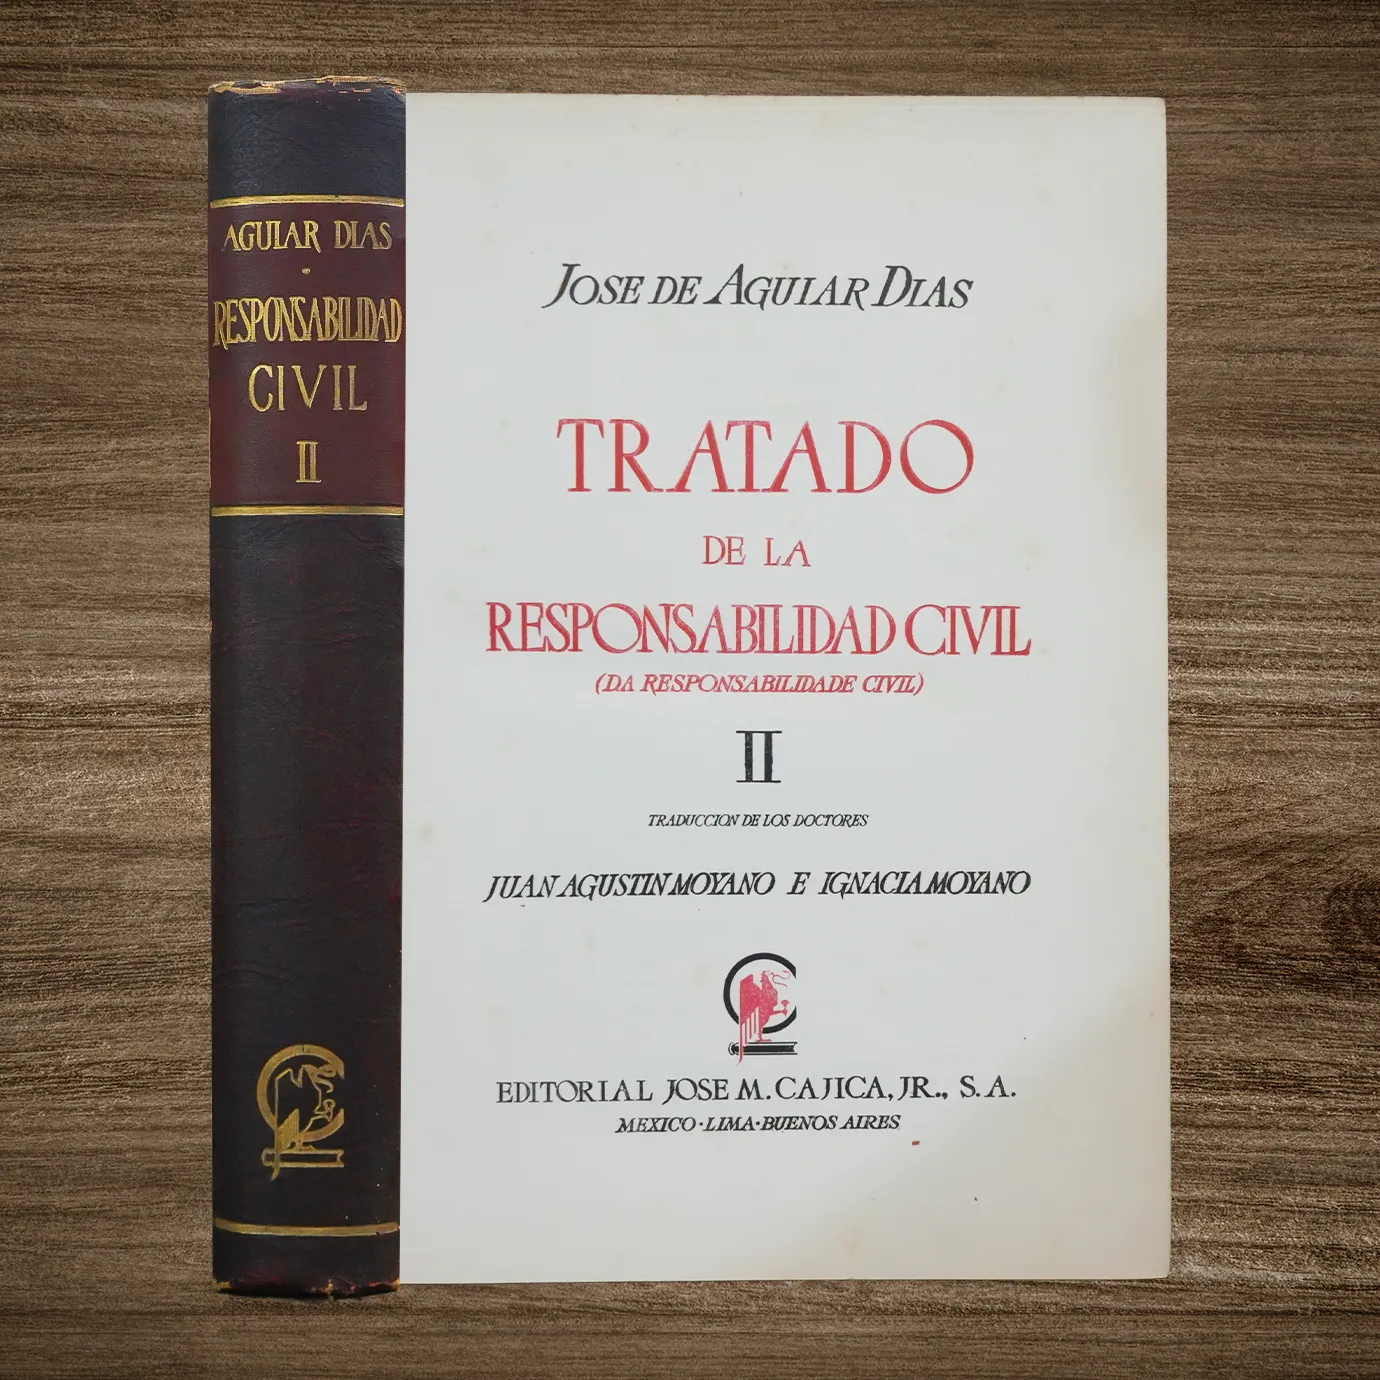 AGUIAR DIAS
RESPONSABILIDAD
CIVIL
II
JOSE DE AGUIAR DIAS
TRATADO
DE LA
RESPONSABILIDAD CIVIL
(DA RESPONSABILIDADE CIVIL)
II
TRADUCCION DE LOS DOCTORES
JUAN AGUSTIN MOYANO E IGNACIA MOYANO
EDITORIAL JOSE M. CAJICA, JR., S. A.
MEXICO · LIMA · BUENOS AIRES